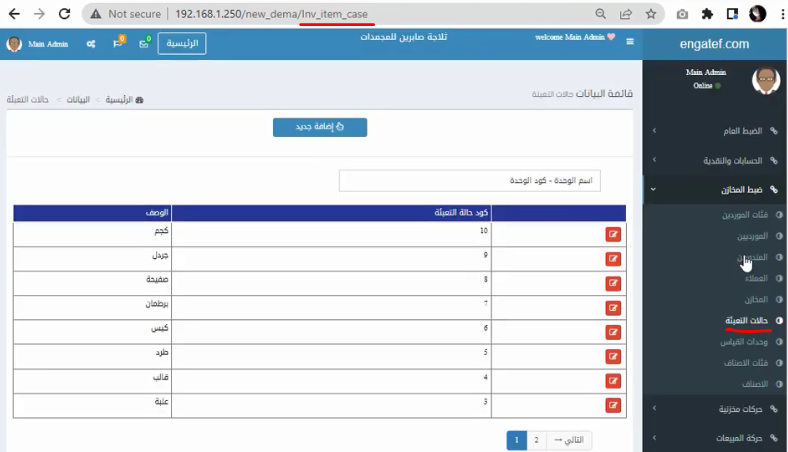 Not secure | 192.168.1.250/new_dema/Inv_item_case
engatef.com
welcome Main Admin
ثلاجة صابرين للمجمدات
الرئيسية
0
0
Main Admin
Main Admin
Online
الضبط العام
الحسابات والنقدية
ضبط المخازن
فئات الموردين
الموردين
العملاء
المخازن
حالات التعبئة
وحدات القياس
فئات الاصناف
الاصناف
حركات مخزنية
حركة المبيعات
قائمة البيانات حالات التعبئة
الرئيسية > البيانات > حالات التعبئة
إضافة جديد
اسم الوحدة - كود الوحدة
كود حالة التعبئة الوصف
10 كجم
9 جردل
8 صفيحة
7 برطمان
6 كيس
5 طرد
4 قالب
3 علبة
1 2 التالي →